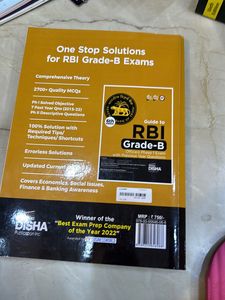 One Stop Solutions
for RBI Grade-B Exams
Comprehensive Theory
2700+ Quality MCQs
Ph I Solved Objective
7 Past Year Qns (2015-22)
Ph II Descriptive Questions
100% Solution with
Required Tips/
Techniques/ Shortcuts
Errorless Solutions
Updated Current
Covers Economics, Social Issues,
Finance & Banking Awareness
Guide to
RBI
Grade-B
DISHA
DISHA
Publication Inc
Winner of the
"Best Exam Prep Company
of the Year 2022"
MRP : ₹ 790/-